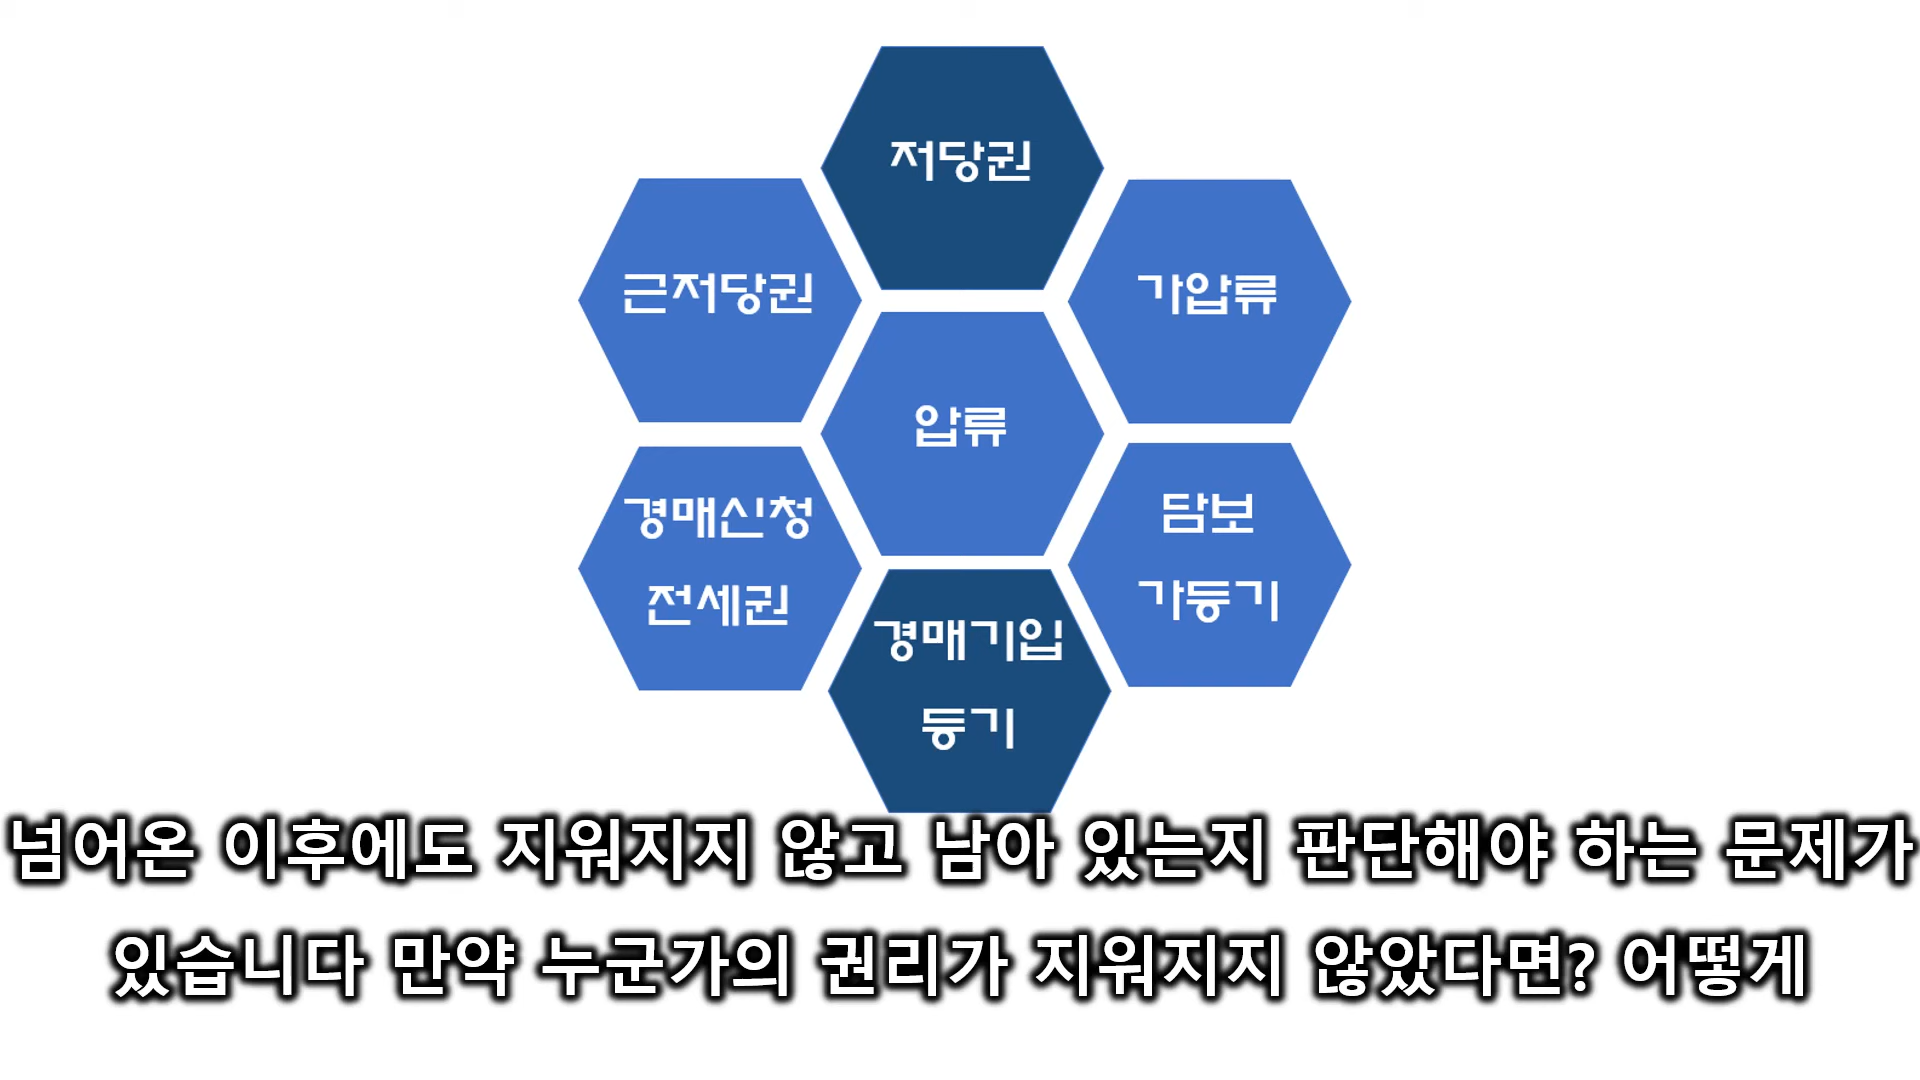 저당권
근저당권
가압류
압류
경매신청
전세권
담보
가등기
경매기입
등기
넘어온 이후에도 지워지지 않고 남아 있는지 판단해야 하는 문제가
있습니다 만약 누군가의 권리가 지워지지 않았다면? 어떻게